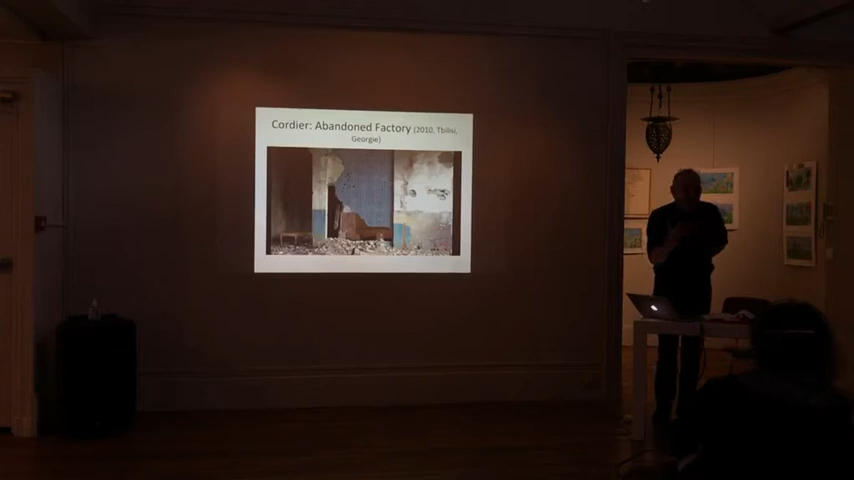 Cordier: Abandoned Factory (2010, Tbilisi,
Georgie)